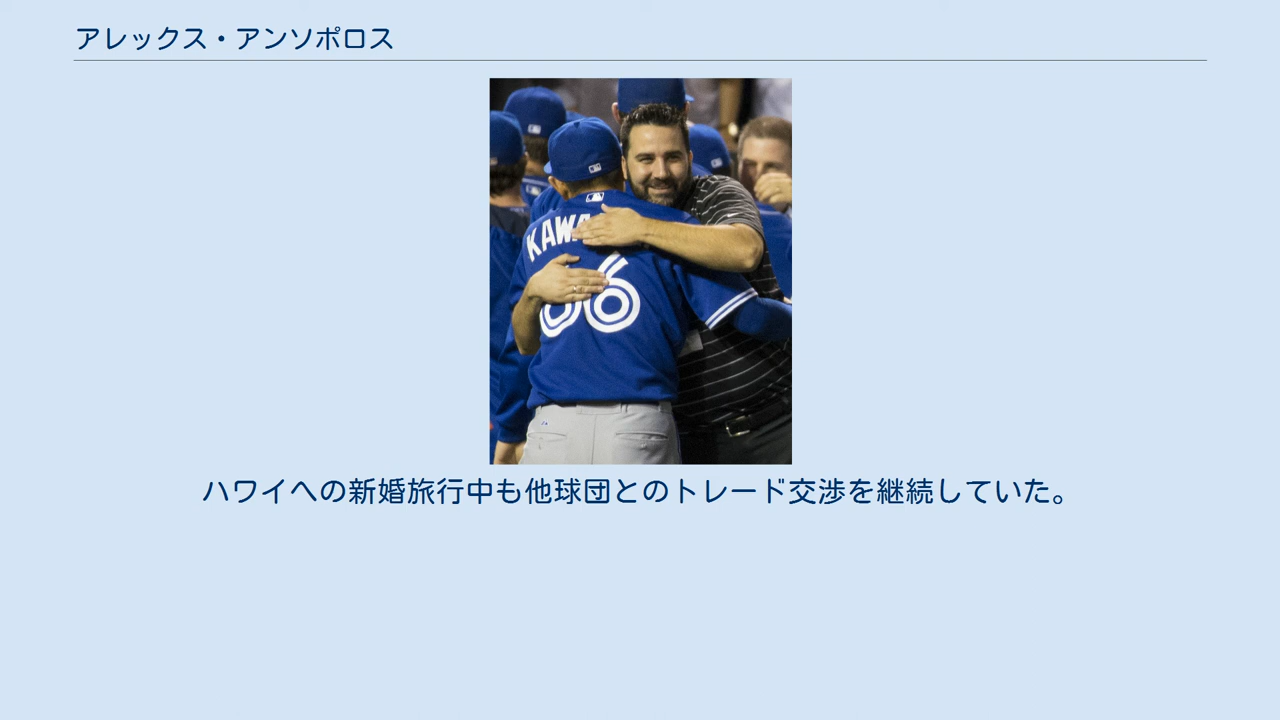 アレックス・アンソポロス
KAWA
66
ハワイへの新婚旅行中も他球団とのトレード交渉を継続していた。